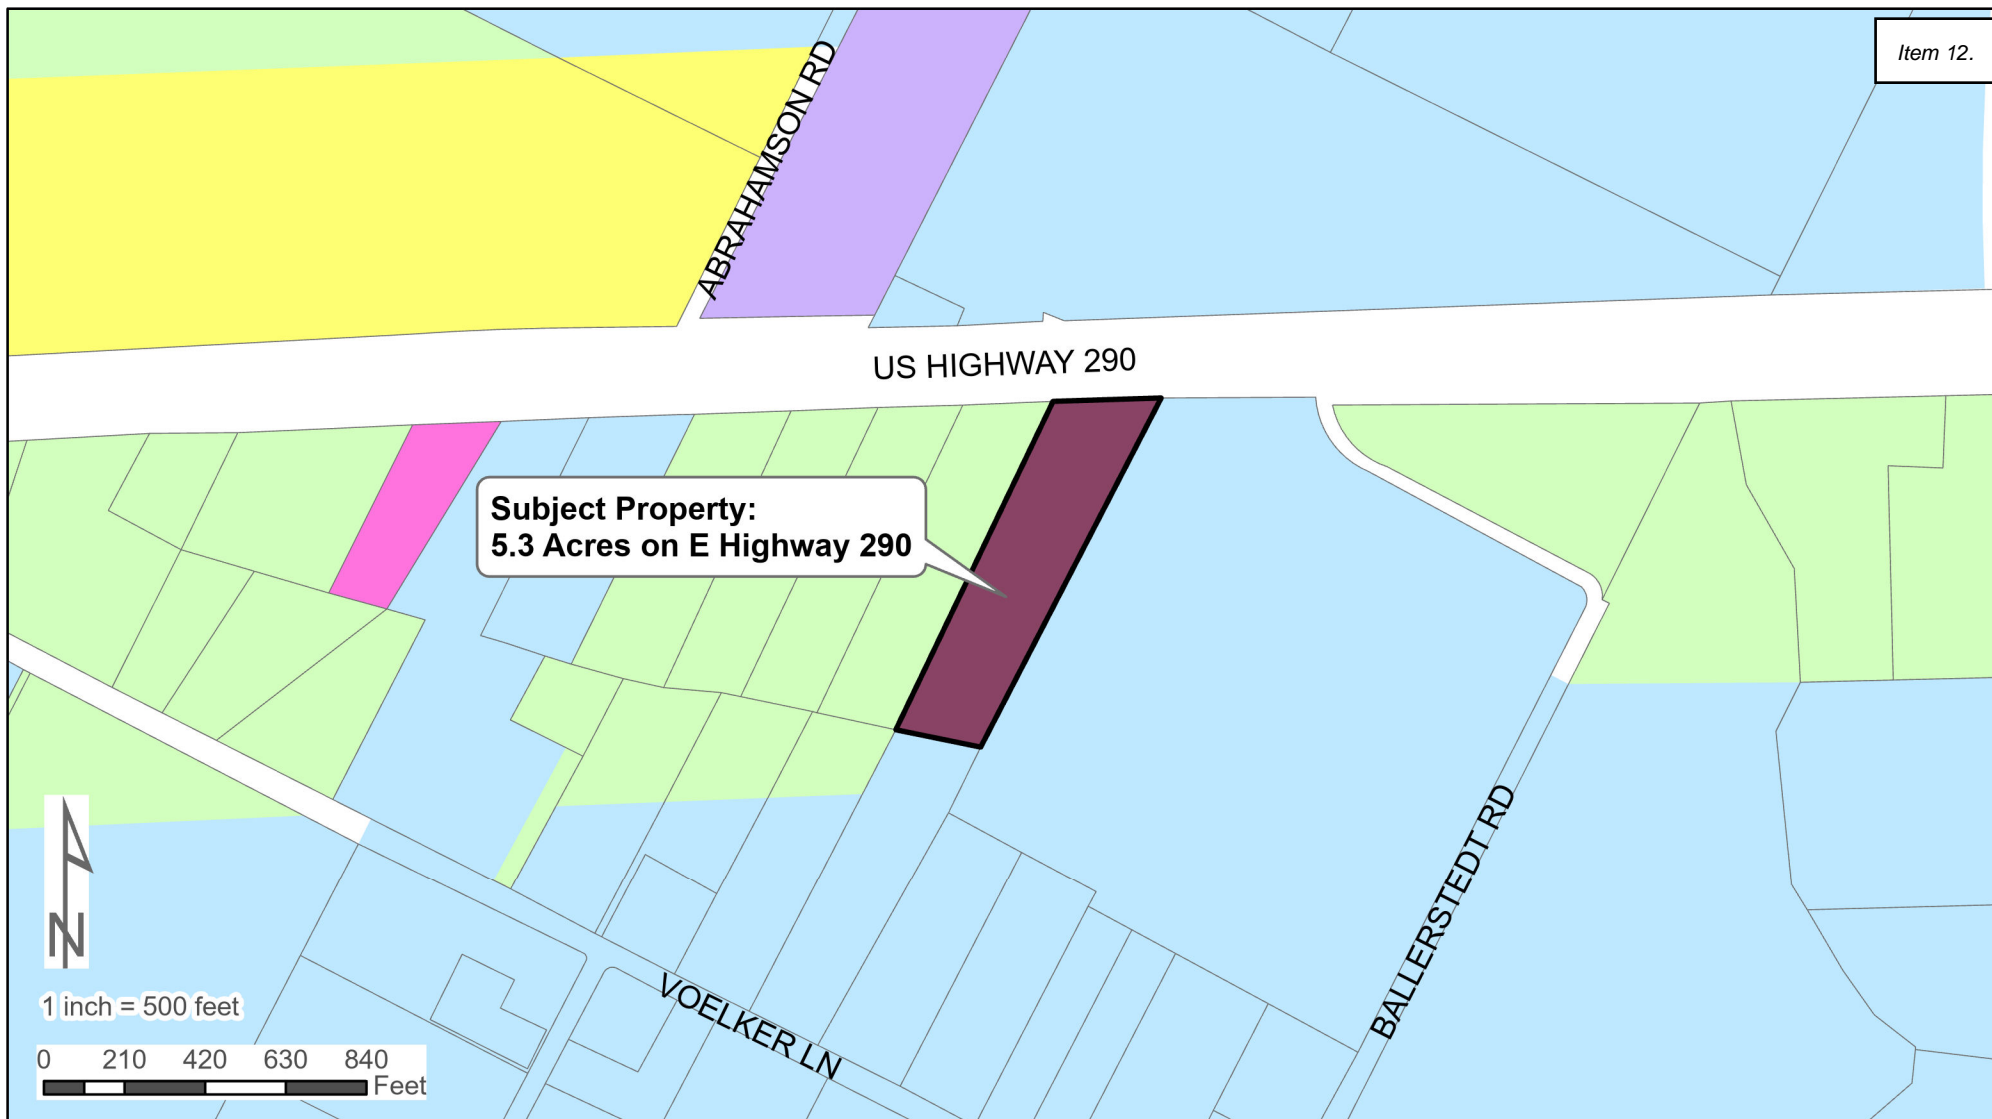 Item 12.
ABRAHAMSON RD
US HIGHWAY 290
Subject Property:
5.3 Acres on E Highway 290
BALLERSTEDT RD
VOELKER LN
N
1 inch = 500 feet
0 210 420 630 840
Feet